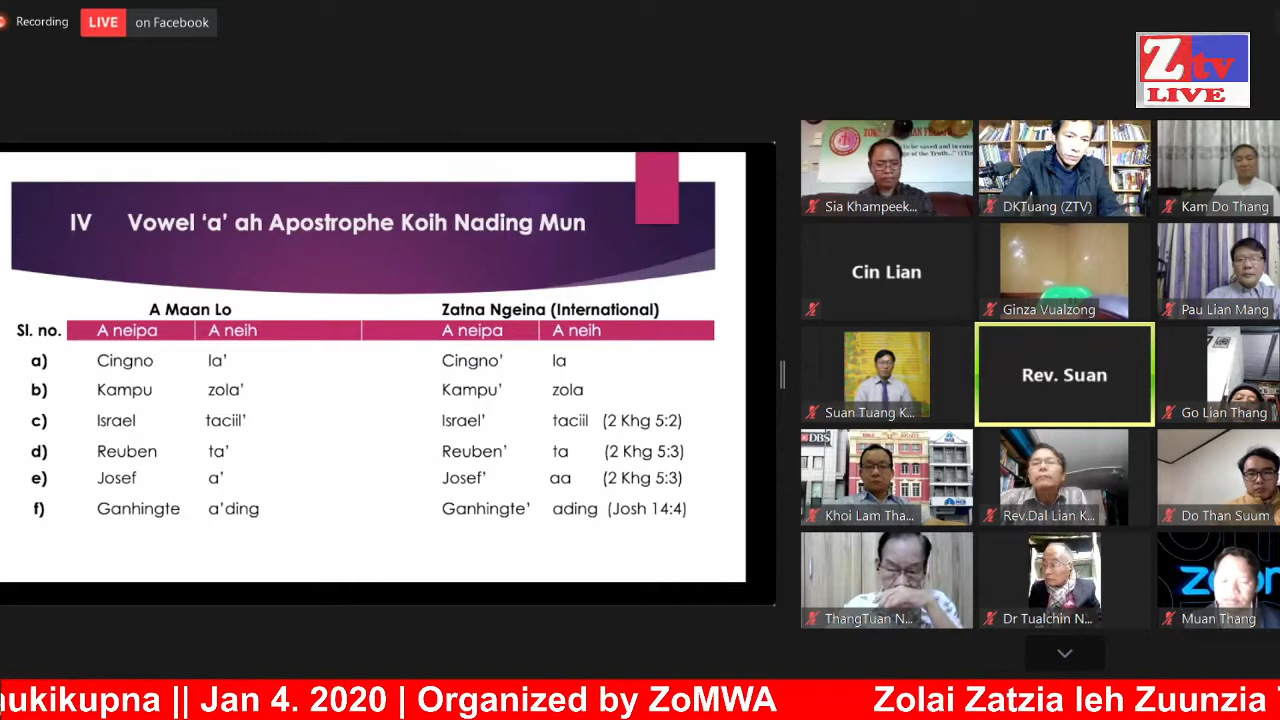 Recording
LIVE on Facebook
Z tv
LIVE
IV Vowel ‘a’ ah Apostrophe Koih Nading Mun
A Maan Lo Zatna Ngeina (International)
Sl. no. A neipa A neih A neipa A neih
a) Cingno la’ Cingno’ la
b) Kampu zola’ Kampu’ zola
c) Israel taciil’ Israel’ taciil (2 Khg 5:2)
d) Reuben ta’ Reuben’ ta (2 Khg 5:3)
e) Josef a’ Josef’ aa (2 Khg 5:3)
f) Ganhingte a’ding Ganhingte’ ading (Josh 14:4)
Sia Khampeek...
DKTuang (ZTV)
Kam Do Thang
Cin Lian
Ginza Vualzong
Pau Lian Mang
Suan Tuang K...
Rev. Suan
Go Lian Thang
DBS
Khoi Lam Tha...
Rev.Dal Lian K...
Do Than Suum
ThangTuan N...
Dr Tualchin N...
Muan Thang
aukikupna || Jan 4. 2020 | Organized by ZoMWA Zolai Zatzia leh Zuunzia